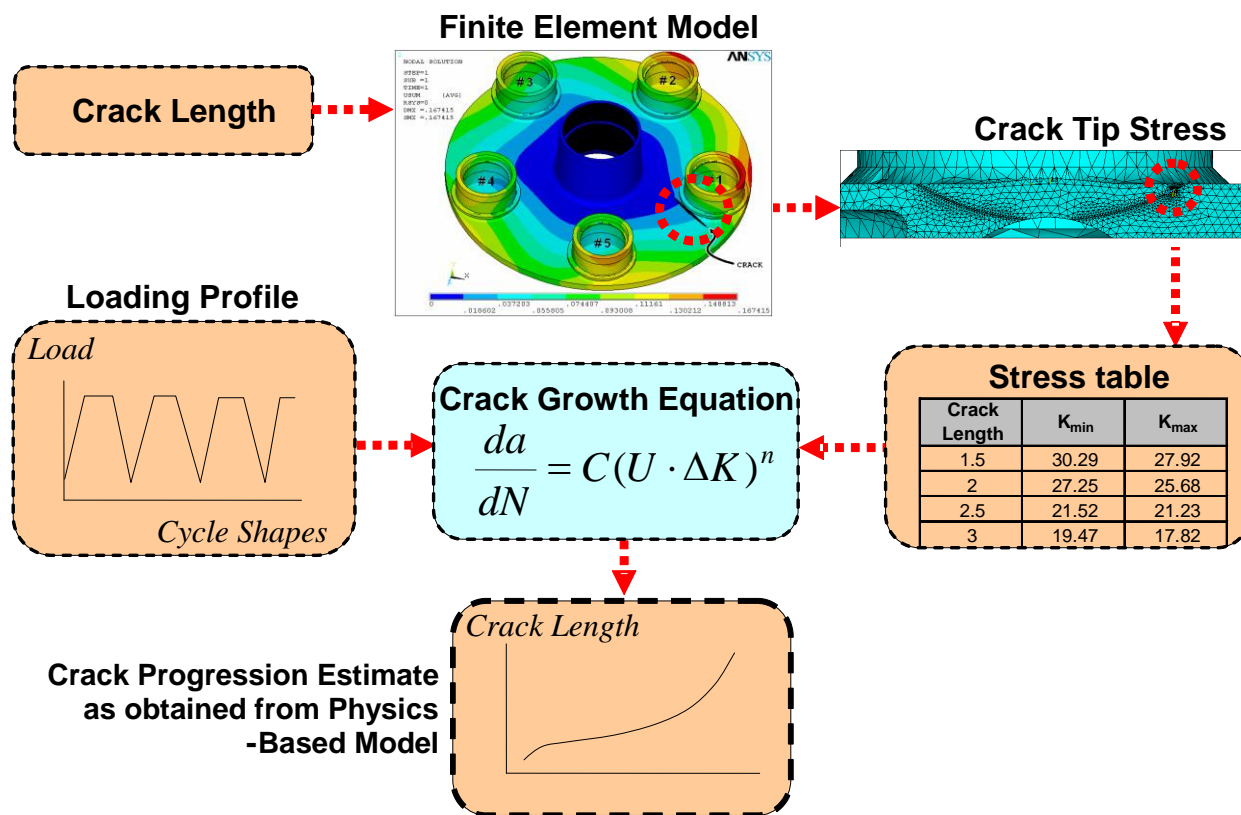 Finite Element Model
Crack Length
ANSYS
NODAL SOLUTION
STEP=1
SUB =1
TIME=1
USUM (AVG)
RSYS=0
DMX =.167415
SMX =.167415
#3
#2
#4
#1
#5
X
CRACK
0 .037203 .074407 .11161 .148813
.018602 .055805 .093008 .130212 .167415
Crack Tip Stress
Loading Profile
Load
Cycle Shapes
Crack Growth Equation
da/dN = C(U · ΔK)^n
Stress table
Crack Length K_min K_max
1.5 30.29 27.92
2 27.25 25.68
2.5 21.52 21.23
3 19.47 17.82
Crack Length
Crack Progression Estimate
as obtained from Physics
-Based Model